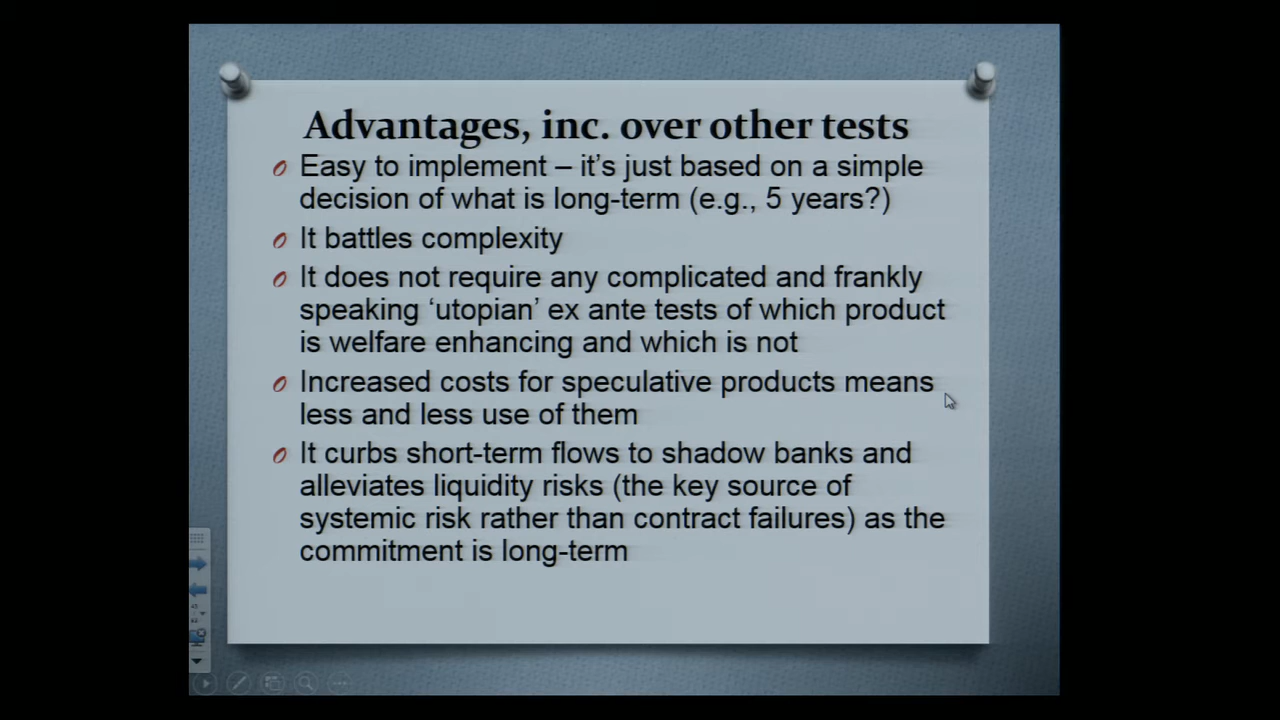 Advantages, inc. over other tests
Easy to implement – it's just based on a simple
decision of what is long-term (e.g., 5 years?)
It battles complexity
It does not require any complicated and frankly
speaking ‘utopian’ ex ante tests of which product
is welfare enhancing and which is not
Increased costs for speculative products means
less and less use of them
It curbs short-term flows to shadow banks and
alleviates liquidity risks (the key source of
systemic risk rather than contract failures) as the
commitment is long-term